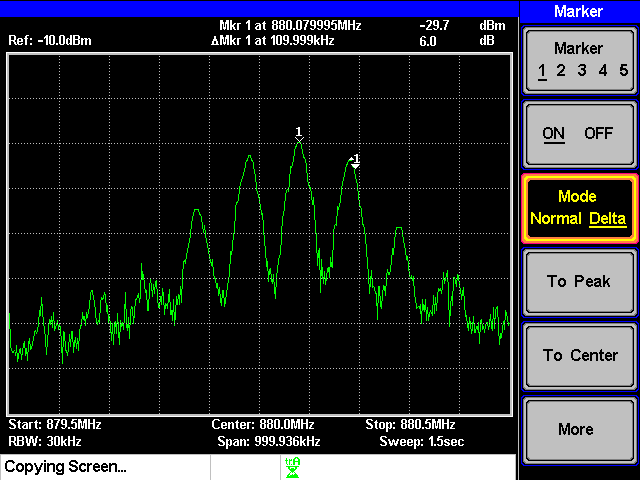 Marker
Mkr 1 at 880.079995MHz -29.7 dBm
Ref: -10.0dBm ΔMkr 1 at 109.999kHz 6.0 dB
Marker
1 2 3 4 5
ON OFF
Mode
Normal Delta
To Peak
To Center
More
1
1
Start: 879.5MHz Center: 880.0MHz Stop: 880.5MHz
RBW: 30kHz Span: 999.936kHz Sweep: 1.5sec
Copying Screen... trA